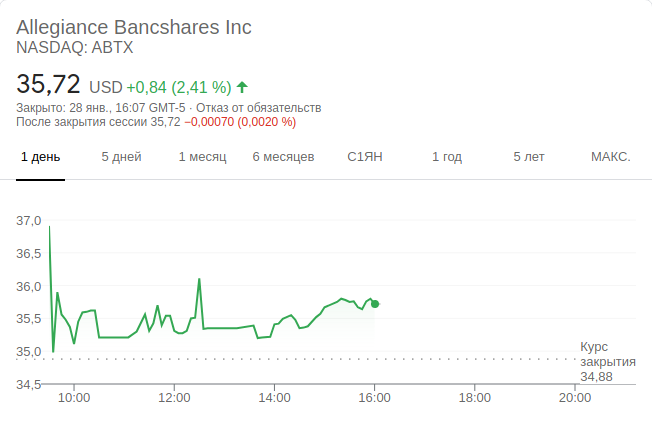 Allegiance Bancshares Inc
NASDAQ: ABTX
35,72 USD +0,84 (2,41 %)
Закрыто: 28 янв., 16:07 GMT-5 · Отказ от обязательств
После закрытия сессии 35,72 −0,00070 (0,0020 %)
1 день 5 дней 1 месяц 6 месяцев С1ЯН 1 год 5 лет МАКС.
37,0
36,5
36,0
35,5
35,0
34,5
Курс
закрытия
34,88
10:00 12:00 14:00 16:00 18:00 20:00